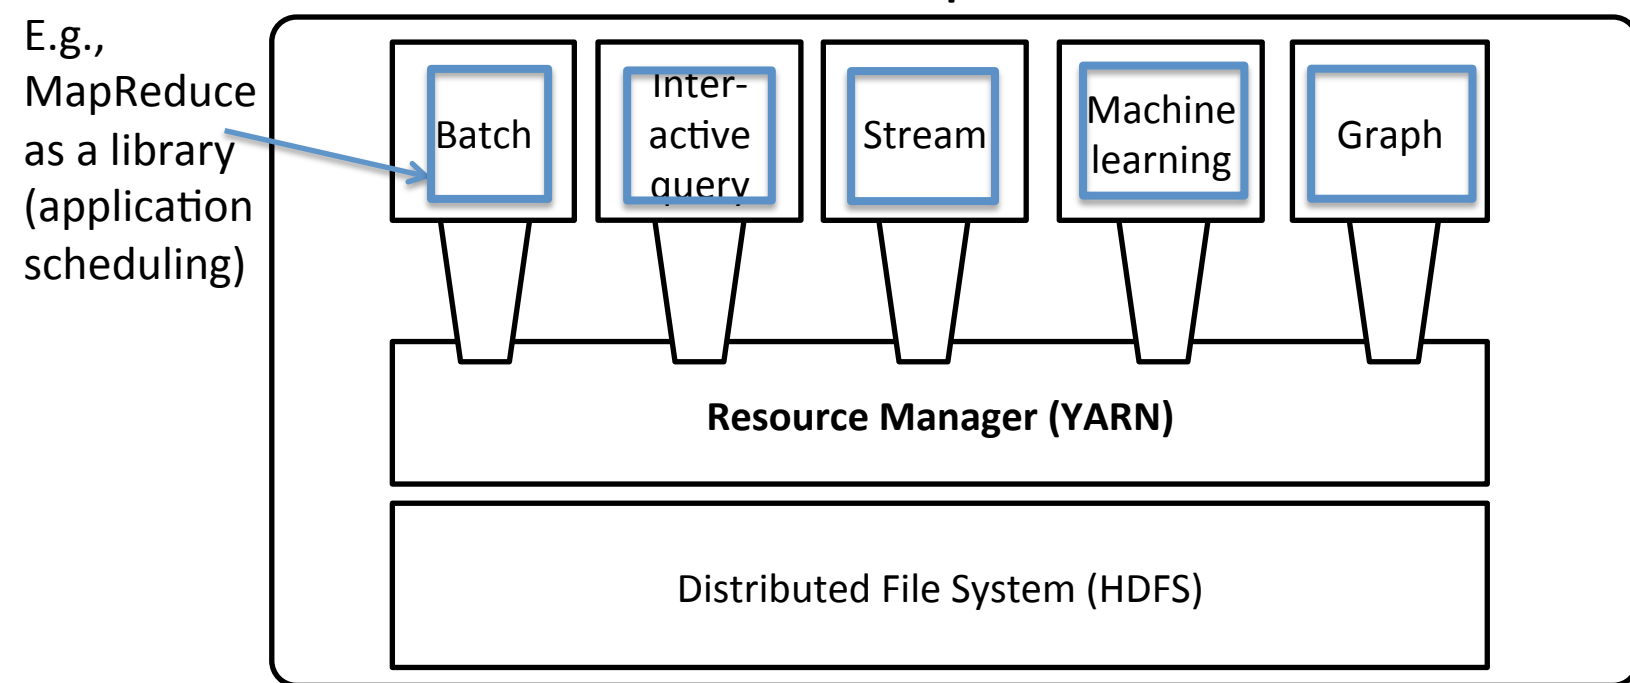 E.g.,
MapReduce
as a library
(application
scheduling)
Batch
Inter-
active
query
Stream
Machine
learning
Graph
Resource Manager (YARN)
Distributed File System (HDFS)